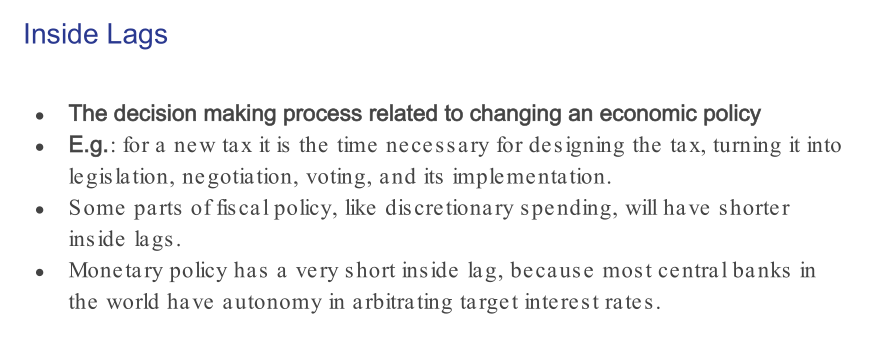 Inside Lags
• The decision making process related to changing an economic policy
• E.g.: for a new tax it is the time necessary for designing the tax, turning it into
legislation, negotiation, voting, and its implementation.
• Some parts of fiscal policy, like discretionary spending, will have shorter
inside lags.
• Monetary policy has a very short inside lag, because most central banks in
the world have autonomy in arbitrating target interest rates.